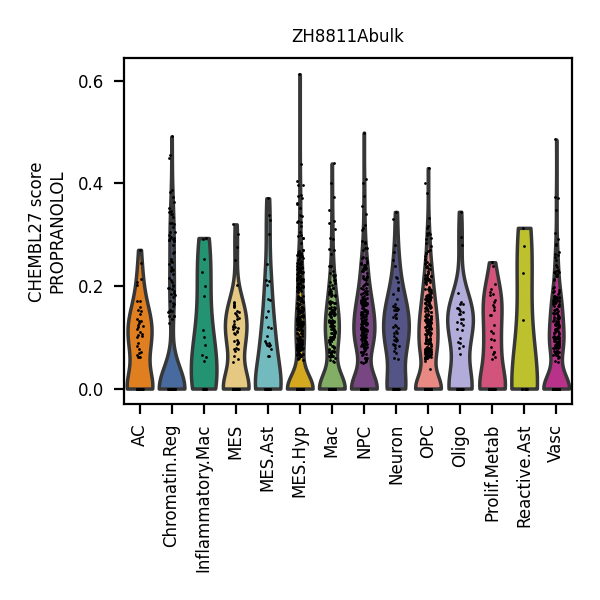 ZH8811Abulk
CHEMBL27 score
PROPRANOLOL
0.6
0.4
0.2
0.0
AC
Chromatin.Reg
Inflammatory.Mac
MES
MES.Ast
MES.Hyp
Mac
NPC
Neuron
OPC
Oligo
Prolif.Metab
Reactive.Ast
Vasc